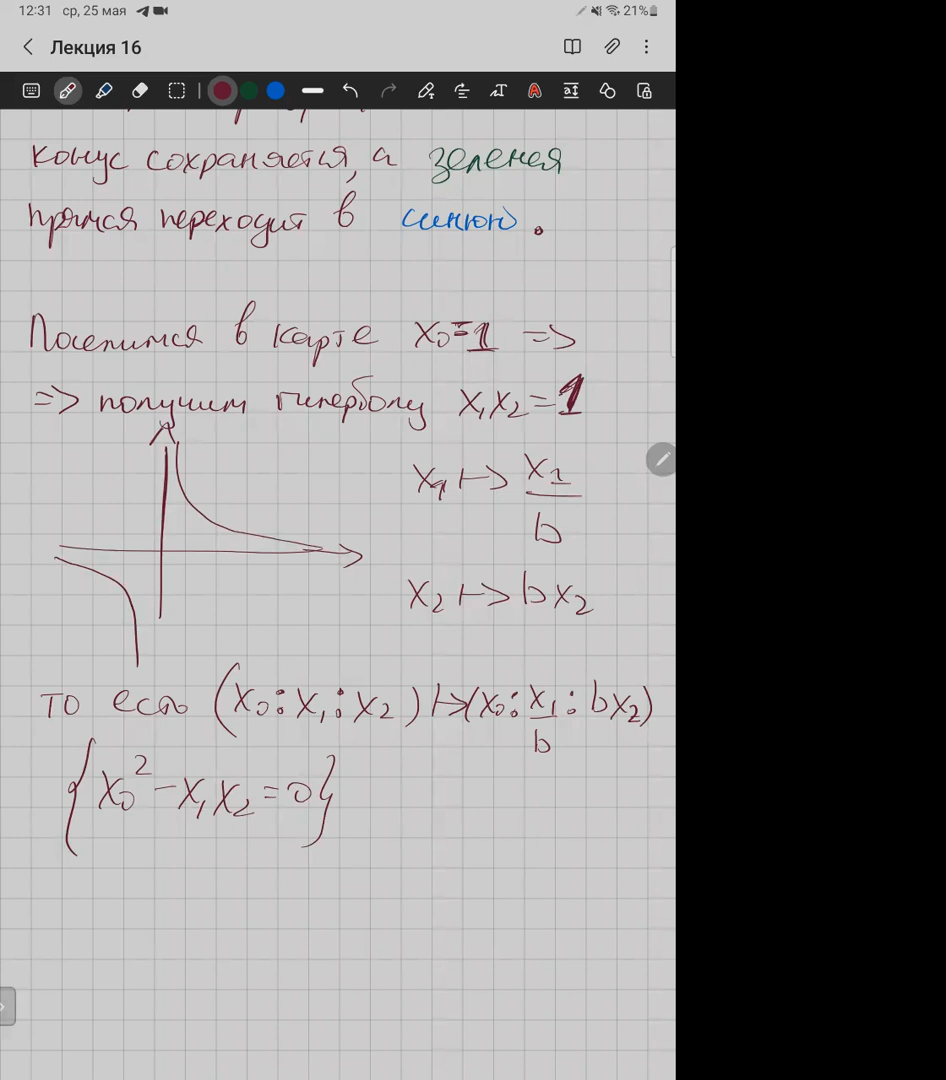 12:31 ср, 25 мая 21%
Лекция 16
конус сохраняется, а зеленая
прямая переходит в синюю.
Поселимся в карте x₀=1 =>
=> получим гиперболу x₁x₂=1
x₁ ↦ x₁/b
x₂ ↦ bx₂
то есть (x₀:x₁:x₂) ↦ (x₀: x₁/b : bx₂)
{x₀² - x₁x₂ = 0}